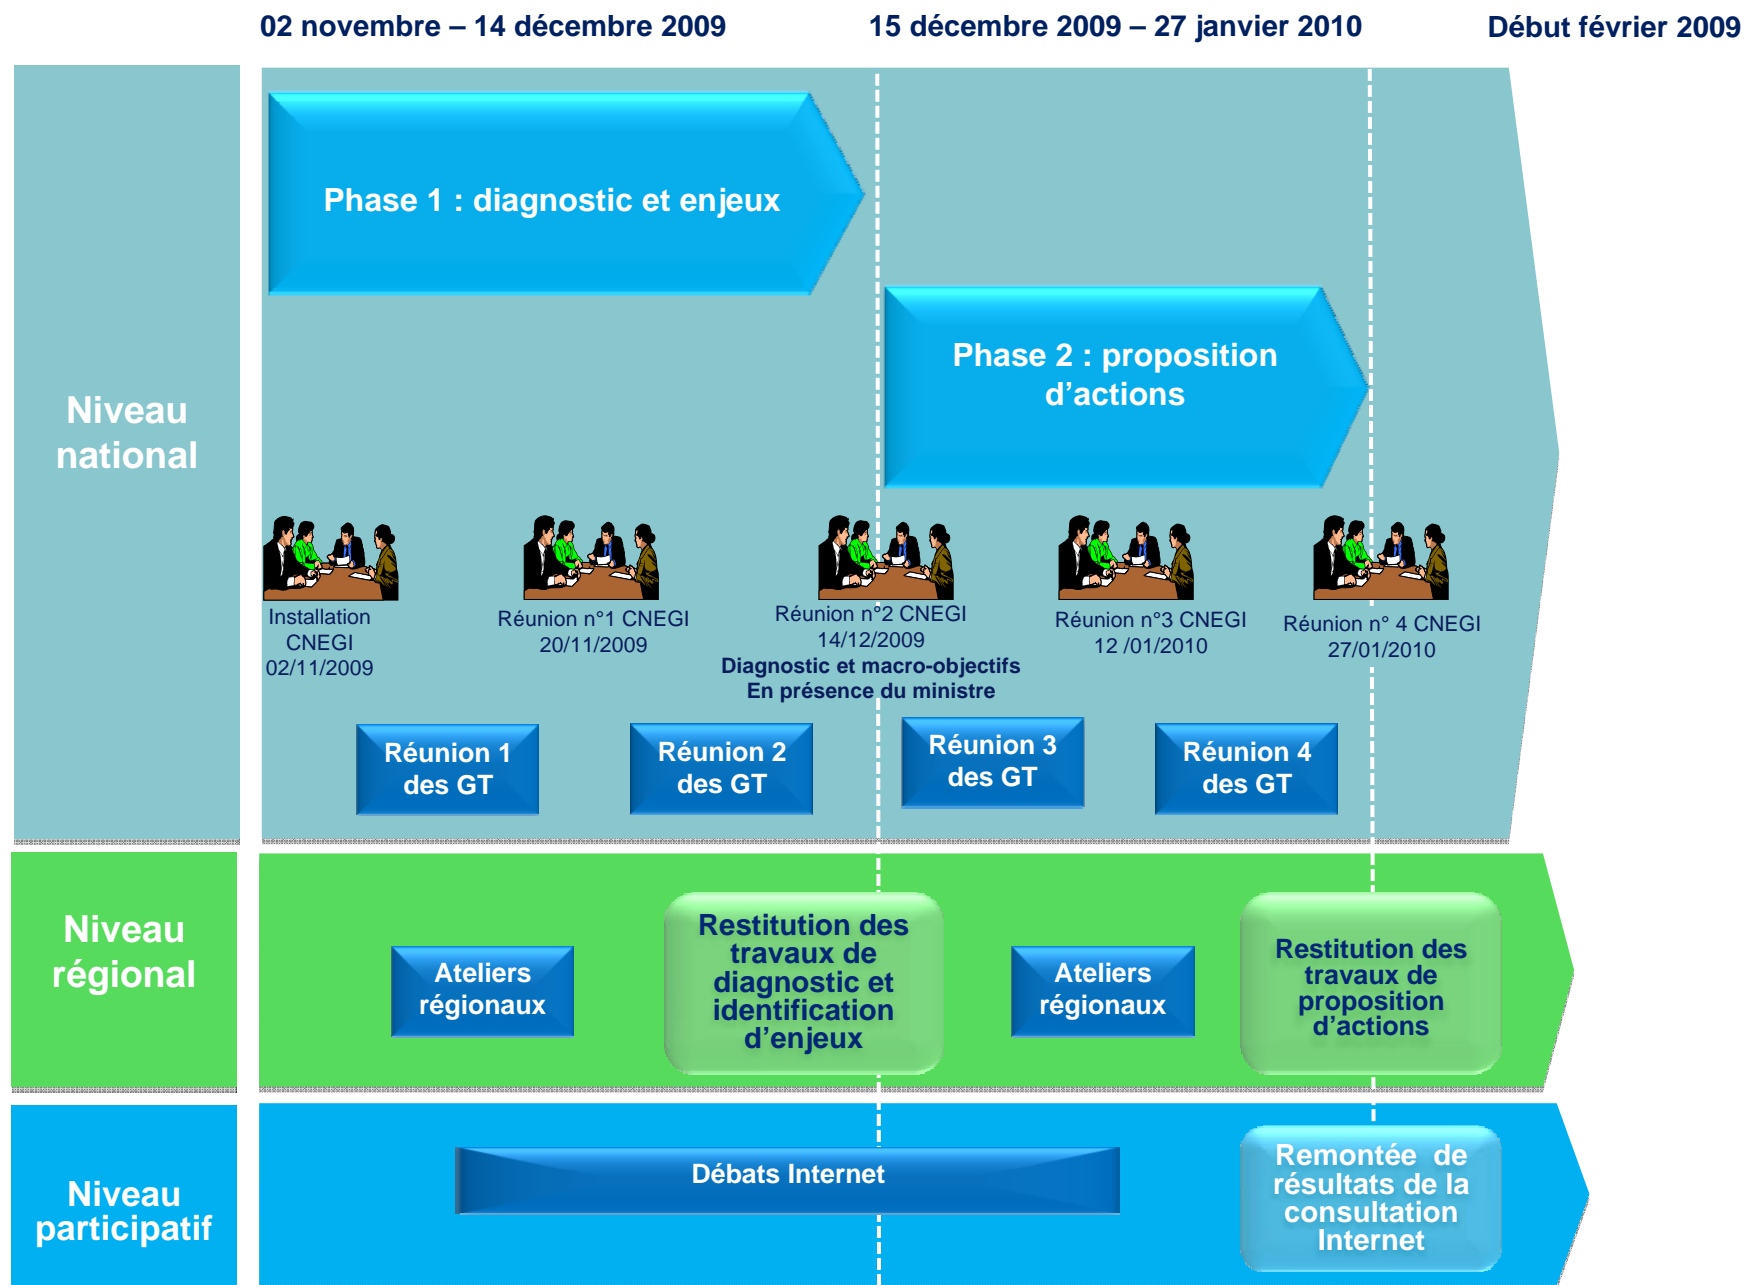 02 novembre – 14 décembre 2009
15 décembre 2009 – 27 janvier 2010
Début février 2009
Niveau
national
Phase 1 : diagnostic et enjeux
Phase 2 : proposition
d’actions
Installation
CNEGI
02/11/2009
Réunion n°1 CNEGI
20/11/2009
Réunion n°2 CNEGI
14/12/2009
Diagnostic et macro-objectifs
En présence du ministre
Réunion n°3 CNEGI
12 /01/2010
Réunion n° 4 CNEGI
27/01/2010
Réunion 1
des GT
Réunion 2
des GT
Réunion 3
des GT
Réunion 4
des GT
Niveau
régional
Ateliers
régionaux
Restitution des
travaux de
diagnostic et
identification
d’enjeux
Ateliers
régionaux
Restitution des
travaux de
proposition
d’actions
Niveau
participatif
Débats Internet
Remontée  de
résultats de la
consultation
Internet